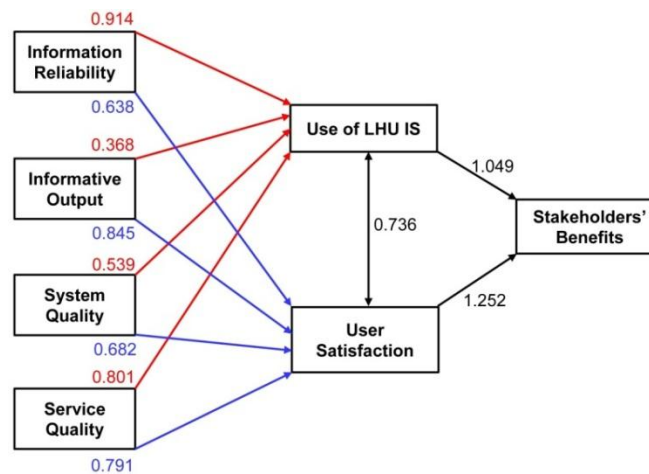 0.914
Information
Reliability
0.638
0.368
Informative
Output
0.845
0.539
System
Quality
0.682
0.801
Service
Quality
0.791
Use of LHU IS
0.736
User
Satisfaction
1.049
1.252
Stakeholders’
Benefits